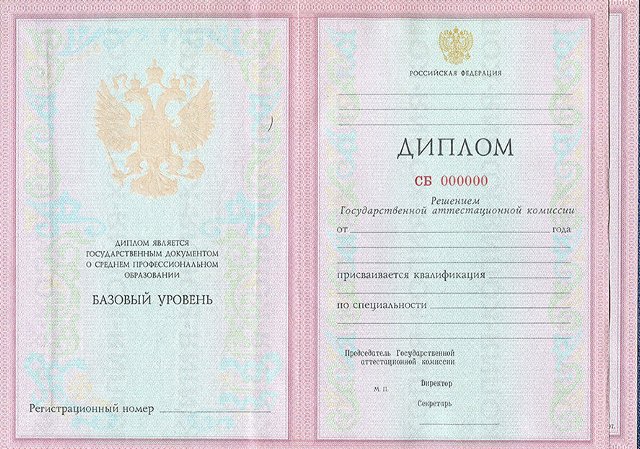 ДИПЛОМ ЯВЛЯЕТСЯ
ГОСУДАРСТВЕННЫМ ДОКУМЕНТОМ
О СРЕДНЕМ ПРОФЕССИОНАЛЬНОМ
ОБРАЗОВАНИИ
БАЗОВЫЙ УРОВЕНЬ
Регистрационный номер
РОССИЙСКАЯ ФЕДЕРАЦИЯ
ДИПЛОМ
СБ 000000
Решением
Государственной аттестационной комиссии
от года
присваивается квалификация
по специальности
Председатель Государственной
аттестационной комиссии
М. П. Директор
Секретарь